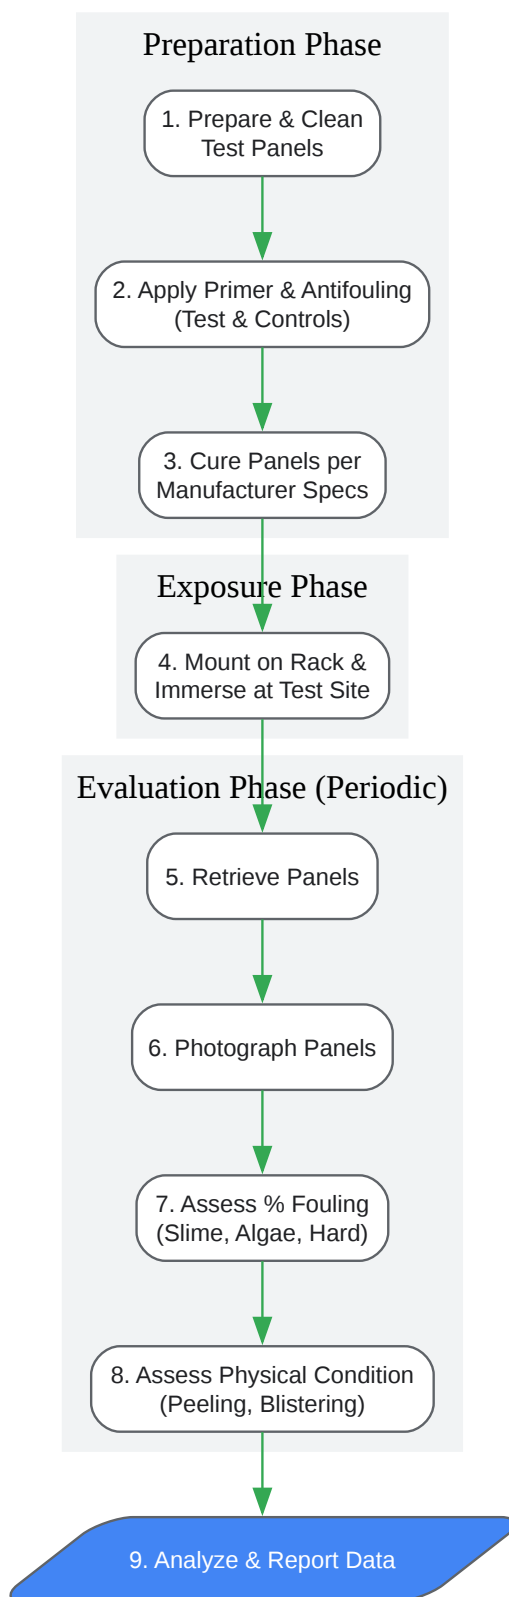 Preparation Phase
1. Prepare & Clean
Test Panels
2. Apply Primer & Antifouling
(Test & Controls)
3. Cure Panels per
Manufacturer Specs
Exposure Phase
4. Mount on Rack &
Immerse at Test Site
Evaluation Phase (Periodic)
5. Retrieve Panels
6. Photograph Panels
7. Assess % Fouling
(Slime, Algae, Hard)
8. Assess Physical Condition
(Peeling, Blistering)
9. Analyze & Report Data